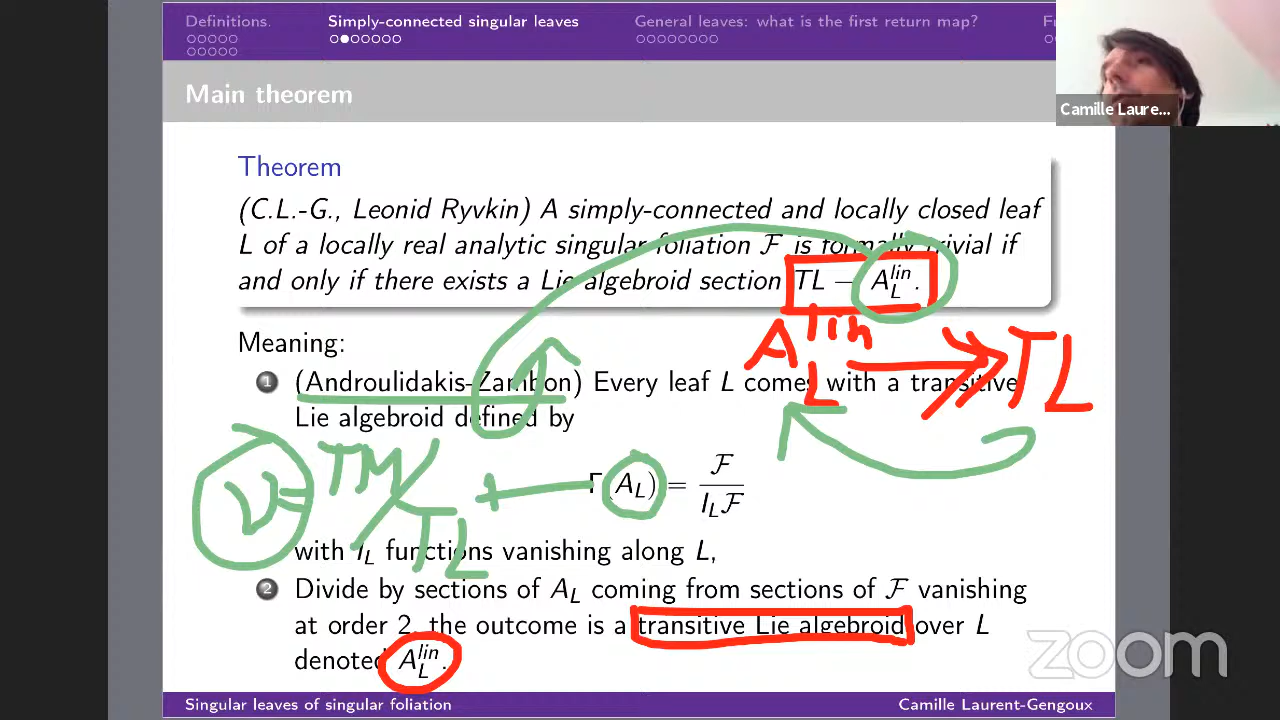 Definitions.
Simply-connected singular leaves
General leaves: what is the first return map?
Camille Laure...
Main theorem
Theorem
(C.L.-G., Leonid Ryvkin) A simply-connected and locally closed leaf
L of a locally real analytic singular foliation F is formally trivial if
and only if there exists a Lie algebroid section TL − A_L^lin.
A_L^lin ↠ TL
Meaning:
1 (Androulidakis-Zambon) Every leaf L comes with a transitive
Lie algebroid defined by
ν = TM/TL
Γ(A_L) = F / I_L F
with I_L functions vanishing along L,
2 Divide by sections of A_L coming from sections of F vanishing
at order 2, the outcome is a transitive Lie algebroid over L
denoted A_L^lin.
zoom
Singular leaves of singular foliation
Camille Laurent-Gengoux